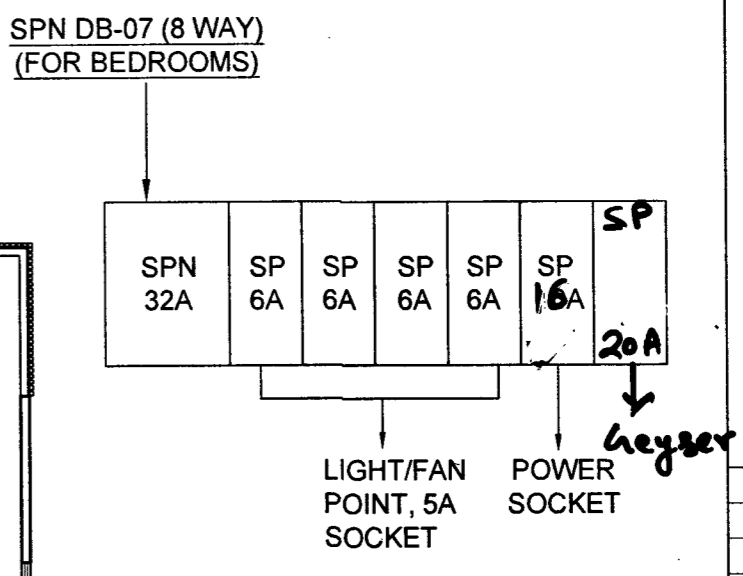 SPN DB-07 (8 WAY)
(FOR BEDROOMS)
SPN
32A
SP
6A
SP
6A
SP
6A
SP
6A
SP
16A
SP
20A
Geyser
LIGHT/FAN
POINT, 5A
SOCKET
POWER
SOCKET